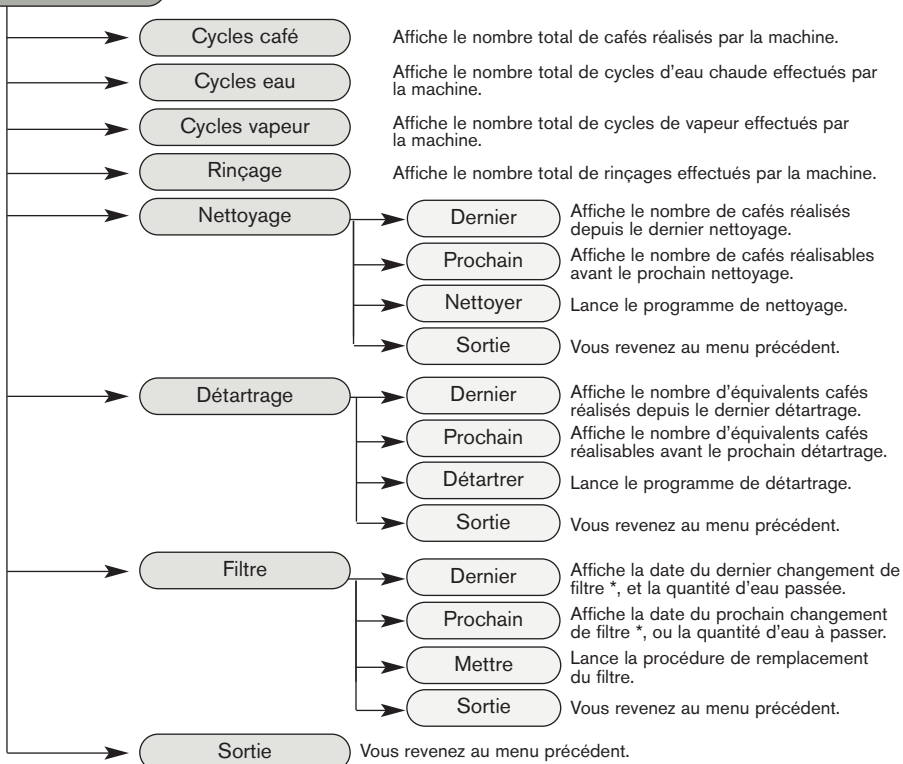 Cycles café
Affiche le nombre total de cafés réalisés par la machine.
Cycles eau
Affiche le nombre total de cycles d'eau chaude effectués par
la machine.
Cycles vapeur
Affiche le nombre total de cycles de vapeur effectués par
la machine.
Rinçage
Affiche le nombre total de rinçages effectués par la machine.
Nettoyage
Dernier
Affiche le nombre de cafés réalisés
depuis le dernier nettoyage.
Prochain
Affiche le nombre de cafés réalisables
avant le prochain nettoyage.
Nettoyer
Lance le programme de nettoyage.
Sortie
Vous revenez au menu précédent.
Détartrage
Dernier
Affiche le nombre d'équivalents cafés
réalisés depuis le dernier détartrage.
Prochain
Affiche le nombre d'équivalents cafés
réalisables avant le prochain détartrage.
Détartrer
Lance le programme de détartrage.
Sortie
Vous revenez au menu précédent.
Filtre
Dernier
Affiche la date du dernier changement de
filtre *, et la quantité d'eau passée.
Prochain
Affiche la date du prochain changement
de filtre *, ou la quantité d'eau à passer.
Mettre
Lance la procédure de remplacement
du filtre.
Sortie
Vous revenez au menu précédent.
Sortie
Vous revenez au menu précédent.